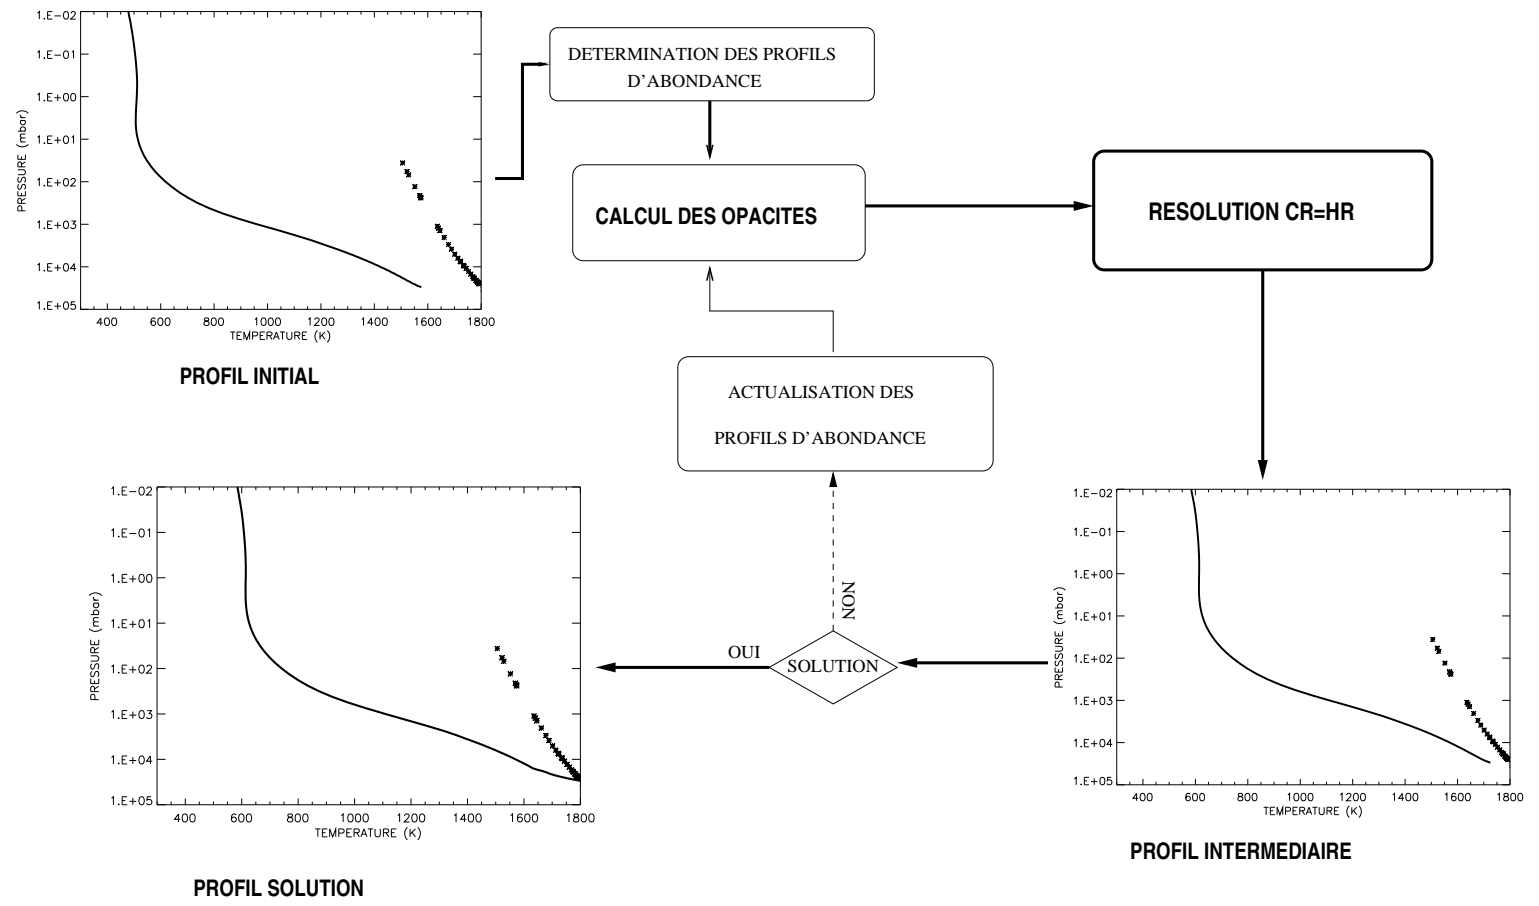 1.E−02
1.E−01
1.E+00
1.E+01
1.E+02
1.E+03
1.E+04
1.E+05
PRESSURE (mbar)
400 600 800 1000 1200 1400 1600 1800
TEMPERATURE (K)
PROFIL INITIAL
DETERMINATION DES PROFILS
D'ABONDANCE
CALCUL DES OPACITES
RESOLUTION CR=HR
ACTUALISATION DES
PROFILS D'ABONDANCE
NON
OUI
SOLUTION
1.E−02
1.E−01
1.E+00
1.E+01
1.E+02
1.E+03
1.E+04
1.E+05
PRESSURE (mbar)
400 600 800 1000 1200 1400 1600 1800
TEMPERATURE (K)
PROFIL SOLUTION
1.E−02
1.E−01
1.E+00
1.E+01
1.E+02
1.E+03
1.E+04
1.E+05
PRESSURE (mbar)
400 600 800 1000 1200 1400 1600 1800
TEMPERATURE (K)
PROFIL INTERMEDIAIRE